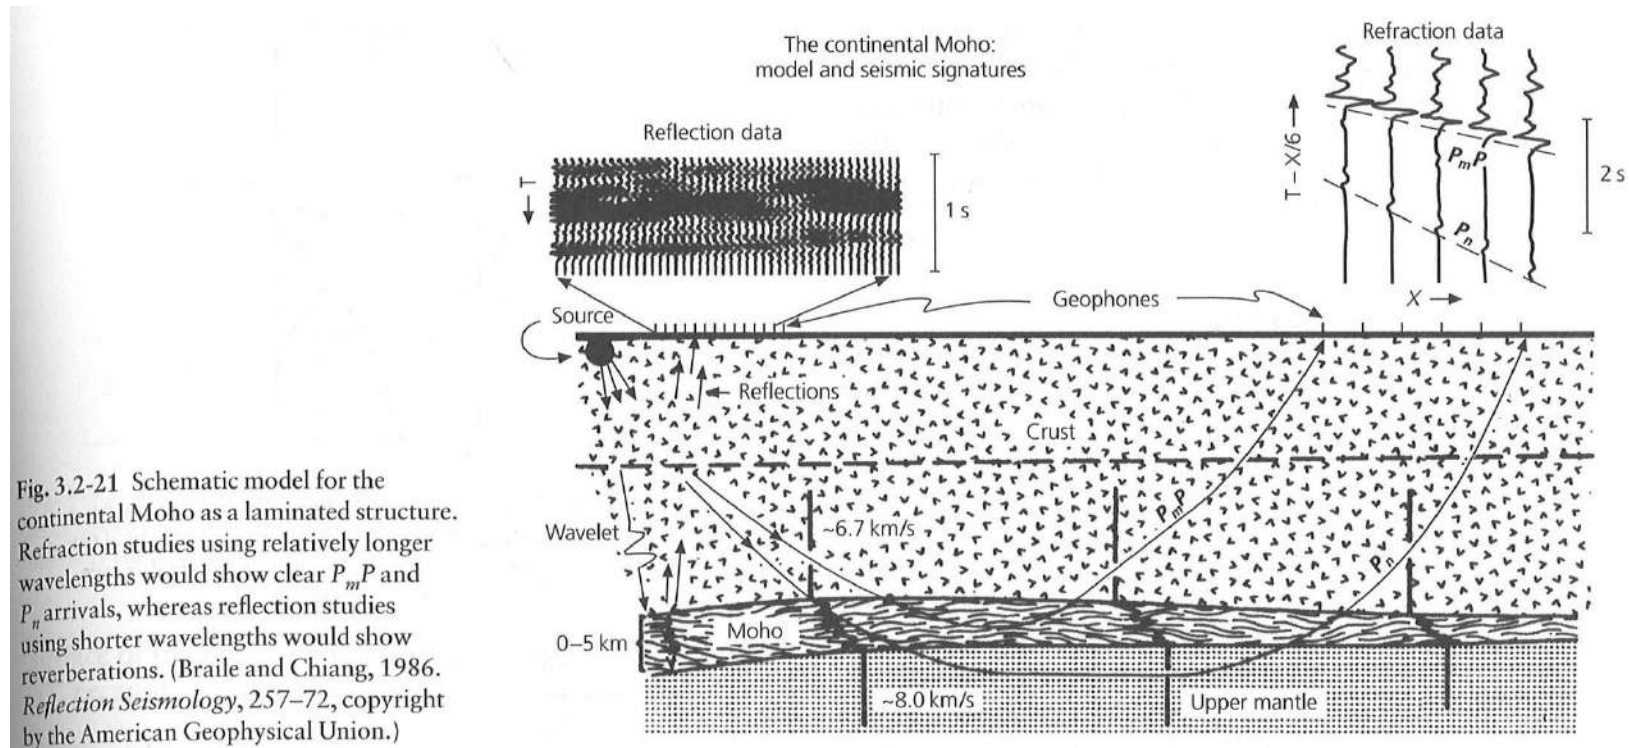 The continental Moho:
model and seismic signatures
Refraction data
T – X/6
PmP
Pn
2 s
X
Reflection data
T
1 s
Geophones
Source
Reflections
Crust
Wavelet
~6.7 km/s
PmP
Pn
0–5 km
Moho
~8.0 km/s
Upper mantle
Fig. 3.2-21 Schematic model for the
continental Moho as a laminated structure.
Refraction studies using relatively longer
wavelengths would show clear PmP and
Pn arrivals, whereas reflection studies
using shorter wavelengths would show
reverberations. (Braile and Chiang, 1986.
Reflection Seismology, 257–72, copyright
by the American Geophysical Union.)